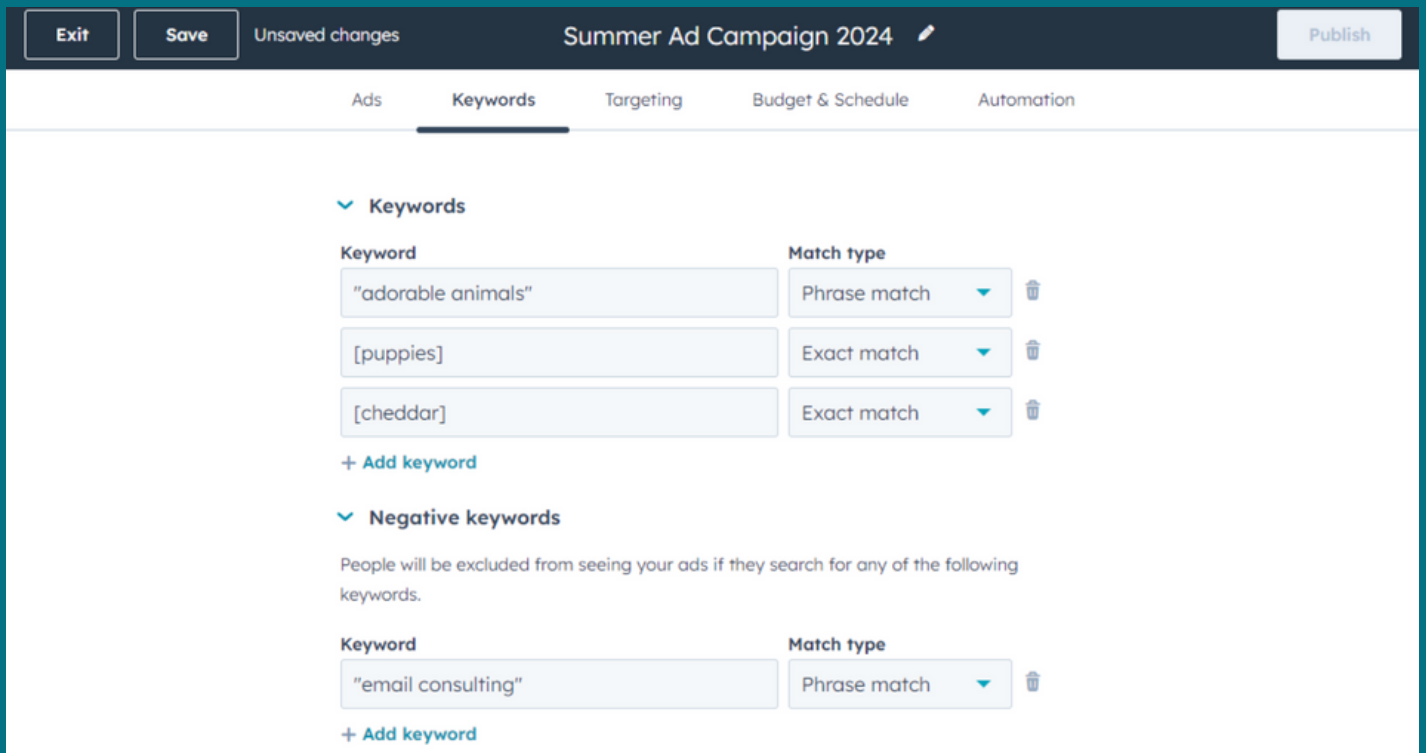 Exit Save Unsaved changes Summer Ad Campaign 2024 Publish
Ads Keywords Targeting Budget & Schedule Automation
Keywords
Keyword Match type
"adorable animals" Phrase match
[puppies] Exact match
[cheddar] Exact match
+ Add keyword
Negative keywords
People will be excluded from seeing your ads if they search for any of the following
keywords.
Keyword Match type
"email consulting" Phrase match
+ Add keyword